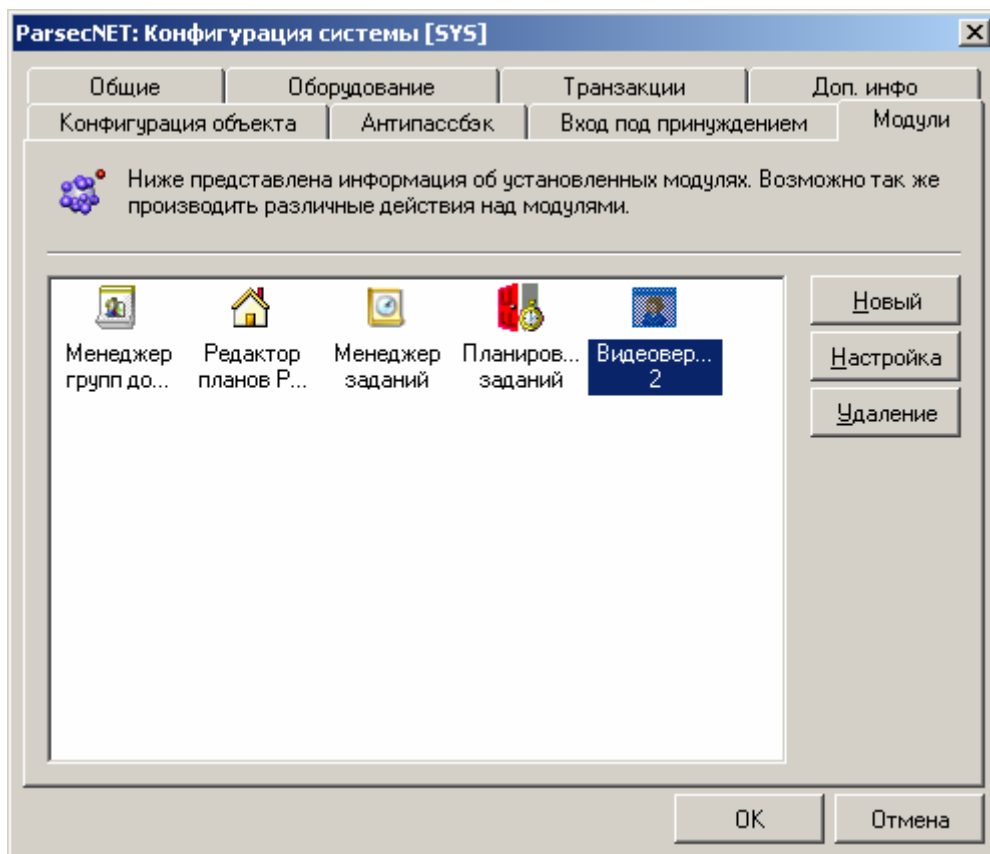 ParsecNET: Конфигурация системы [SYS]
Общие
Оборудование
Транзакции
Доп. инфо
Конфигурация объекта
Антипассбэк
Вход под принуждением
Модули
Ниже представлена информация об установленных модулях. Возможно так же
производить различные действия над модулями.
Менеджер
групп до...
Редактор
планов P...
Менеджер
заданий
Планиров...
заданий
Видеовер...
2
Новый
Настройка
Удаление
OK
Отмена